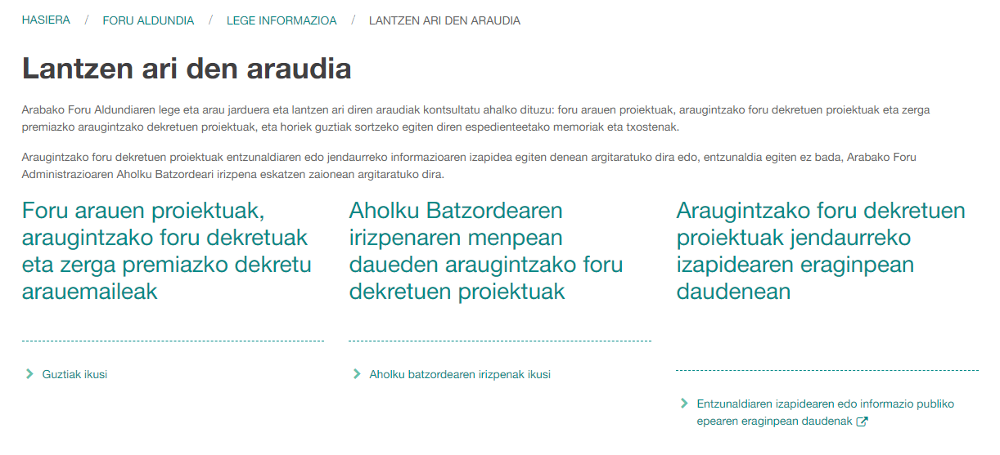 HASIERA / FORU ALDUNDIA / LEGE INFORMAZIOA / LANTZEN ARI DEN ARAUDIA
Lantzen ari den araudia
Arabako Foru Aldundiaren lege eta arau jarduera eta lantzen ari diren araudiak kontsultatu ahalko dituzu: foru arauen proiektuak, araugintzako foru dekretuen proiektuak eta zerga
premiazko araugintzako dekretuen proiektuak, eta horiek guztiak sortzeko egiten diren espedienteetako memoriak eta txostenak.
Araugintzako foru dekretuen proiektuak entzunaldiaren edo jendaurreko informazioaren izapidea egiten denean argitaratuko dira edo, entzunaldia egiten ez bada, Arabako Foru
Administrazioaren Aholku Batzordeari irizpena eskatzen zaionean argitaratuko dira.
Foru arauen proiektuak,
araugintzako foru dekretuak
eta zerga premiazko dekretu
arauemaileak
Guztiak ikusi
Aholku Batzordearen
irizpenaren menpean
daueden araugintzako foru
dekretuen proiektuak
Aholku batzordearen irizpenak ikusi
Araugintzako foru dekretuen
proiektuak jendaurreko
izapidearen eraginpean
daudenean
Entzunaldiaren izapidearen edo informazio publiko
epearen eraginpean daudenak